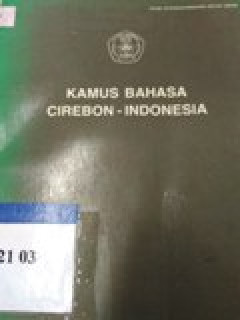 KAMUS BAHASA
CIREBON - INDONESIA
21 03